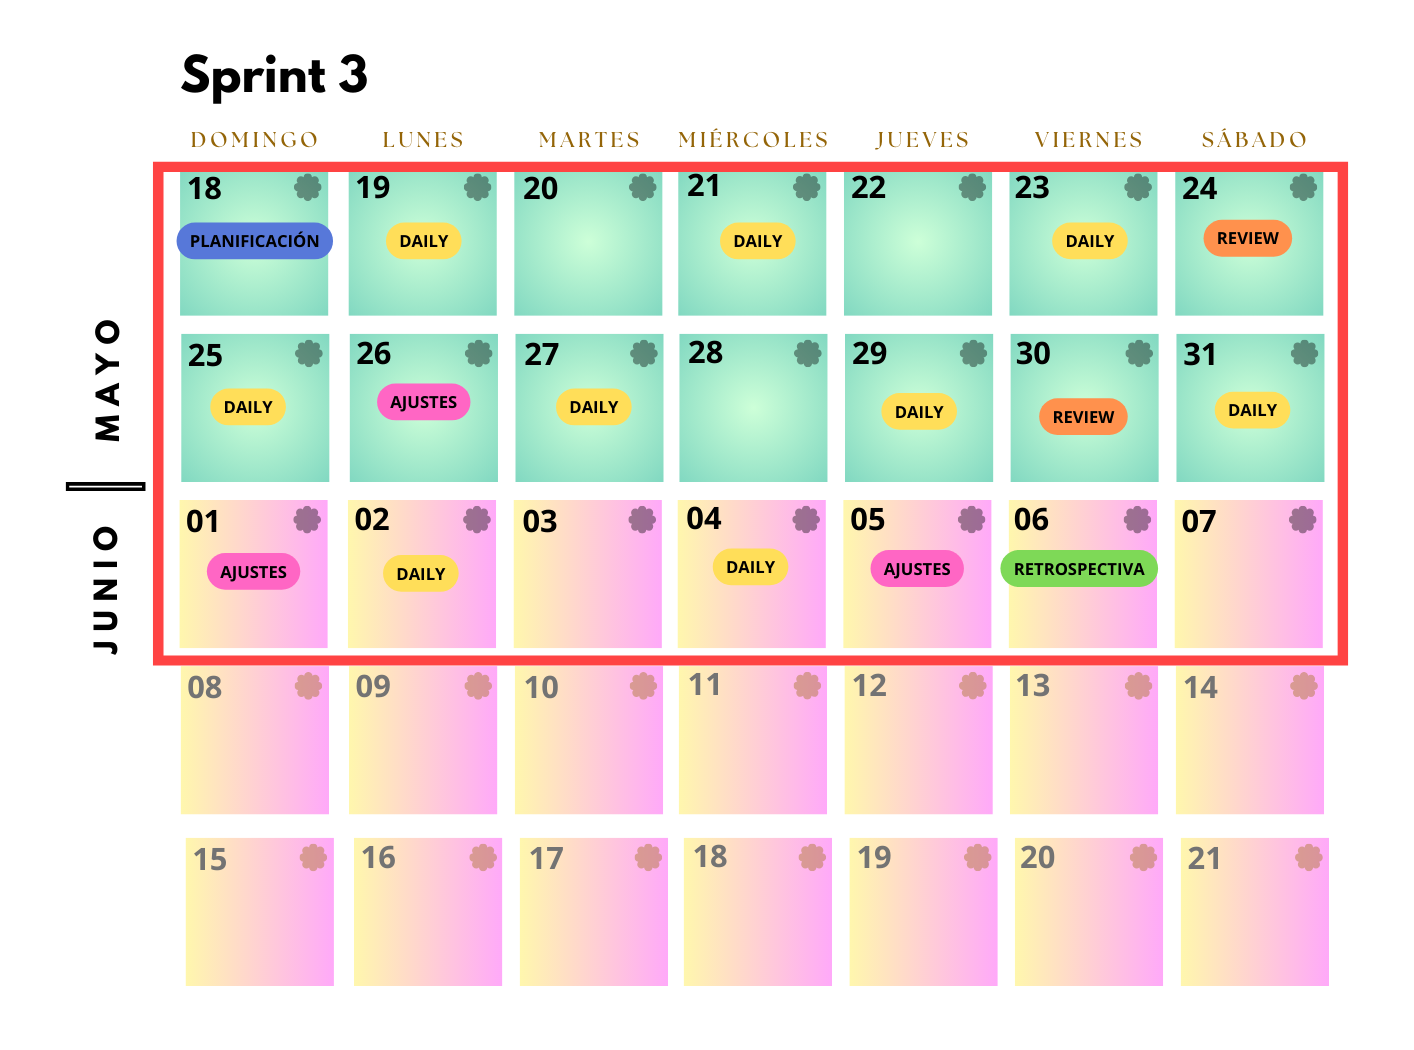 Sprint 3
DOMINGO LUNES MARTES MIÉRCOLES JUEVES VIERNES SÁBADO
MAYO
18 19 20 21 22 23 24
PLANIFICACIÓN DAILY DAILY DAILY REVIEW
25 26 27 28 29 30 31
DAILY AJUSTES DAILY DAILY REVIEW DAILY
JUNIO
01 02 03 04 05 06 07
AJUSTES DAILY DAILY AJUSTES RETROSPECTIVA
08 09 10 11 12 13 14
15 16 17 18 19 20 21